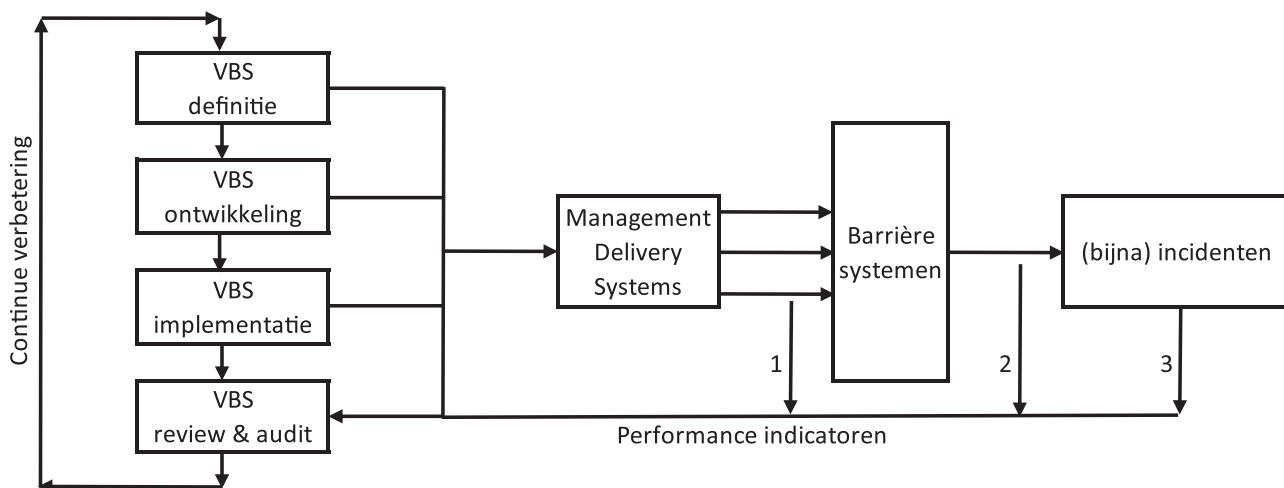 Continue verbetering
VBS
definitie
VBS
ontwikkeling
VBS
implementatie
VBS
review & audit
Management
Delivery
Systems
Barrière
systemen
(bijna) incidenten
1
2
3
Performance indicatoren